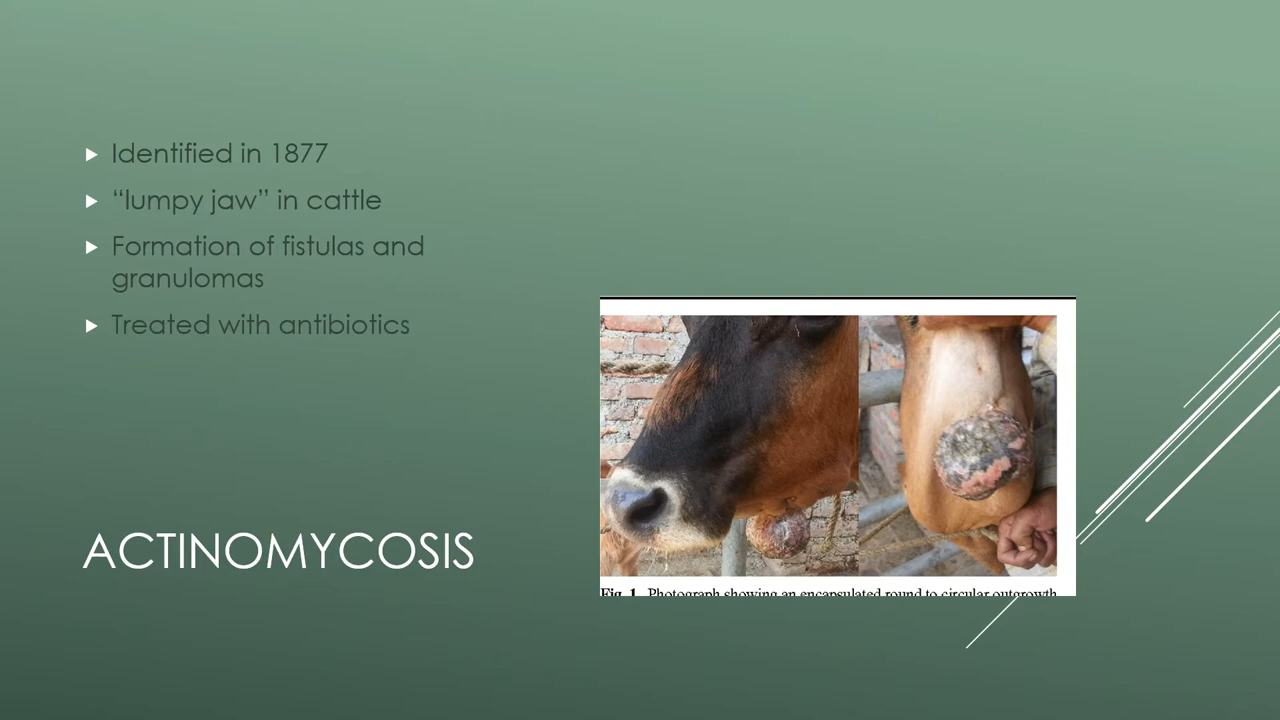 Identified in 1877
“lumpy jaw” in cattle
Formation of fistulas and
granulomas
Treated with antibiotics
ACTINOMYCOSIS
Fig. 1. Photograph showing an encapsulated round to circular outgrowth